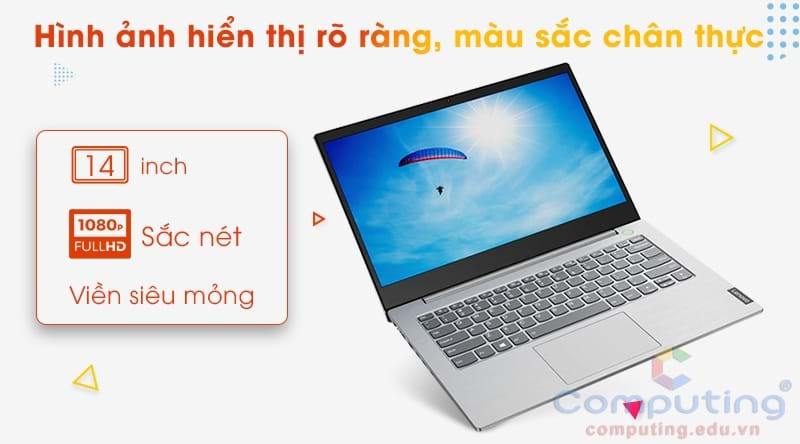 Hình ảnh hiển thị rõ ràng, màu sắc chân thực
14 inch
1080P
FULLHD
Sắc nét
Viền siêu mỏng
Lenovo
Computing®
computing.edu.vn